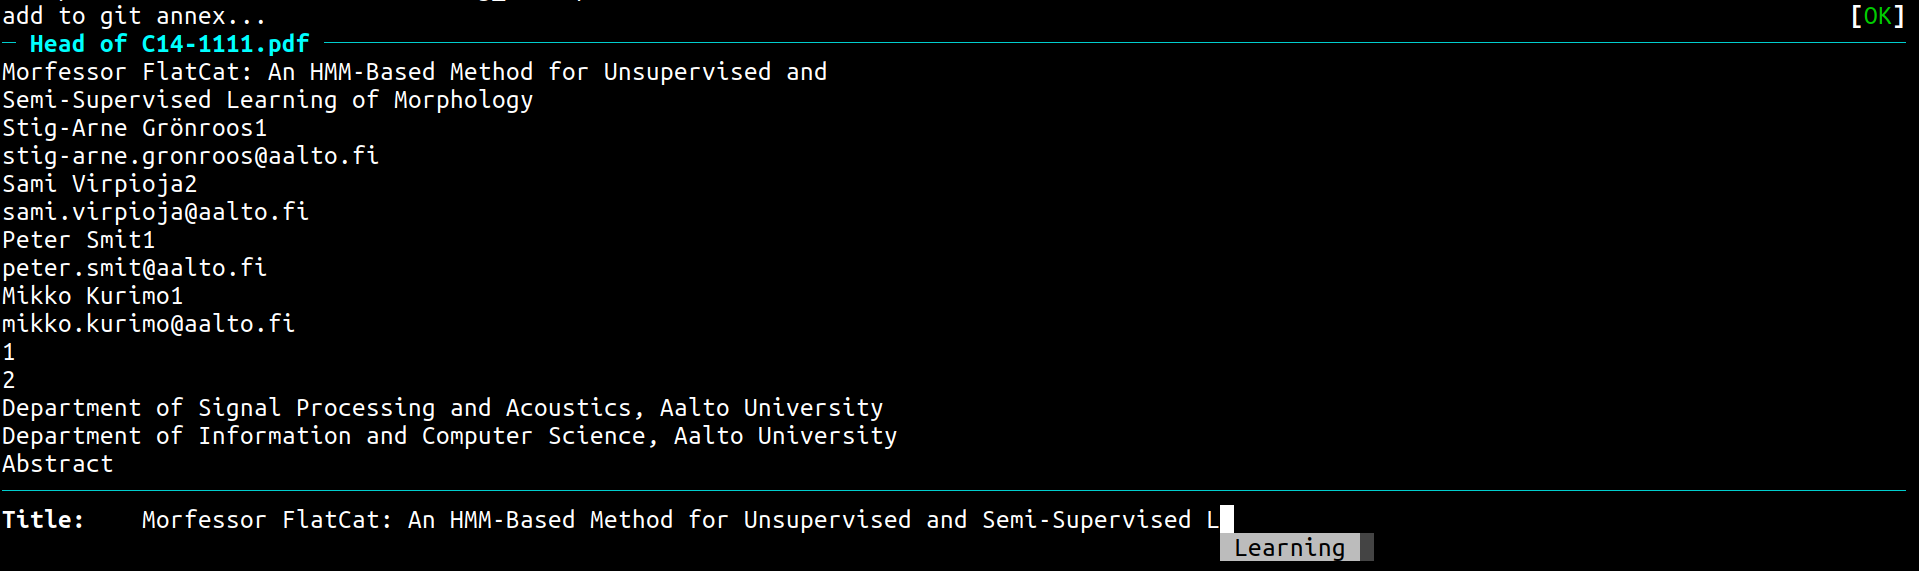 add to git annex... [OK]
Head of C14-1111.pdf
Morfessor FlatCat: An HMM-Based Method for Unsupervised and
Semi-Supervised Learning of Morphology
Stig-Arne Grönroos1
stig-arne.gronroos@aalto.fi
Sami Virpioja2
sami.virpioja@aalto.fi
Peter Smit1
peter.smit@aalto.fi
Mikko Kurimo1
mikko.kurimo@aalto.fi
1
2
Department of Signal Processing and Acoustics, Aalto University
Department of Information and Computer Science, Aalto University
Abstract
Title: Morfessor FlatCat: An HMM-Based Method for Unsupervised and Semi-Supervised L
Learning